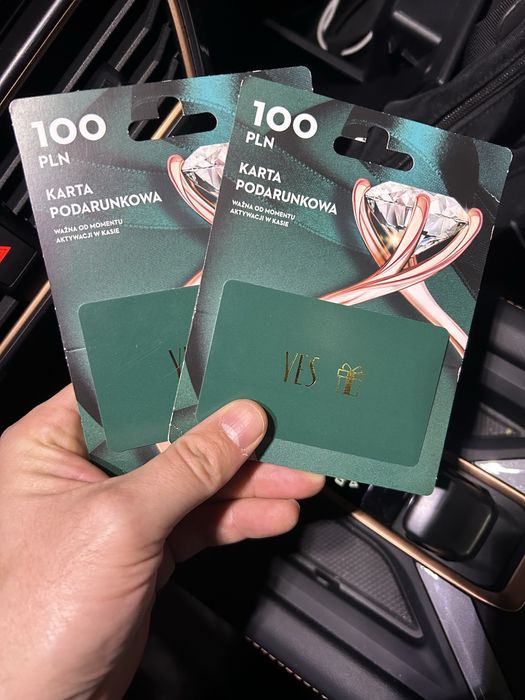 100
PLN
KARTA
PODARUNKOWA
WAŻNA OD MOMENTU
AKTYWACJI W KASIE
Y
100
PLN
KARTA
PODARUNKOWA
WAŻNA OD MOMENTU
AKTYWACJI W KASIE
YES